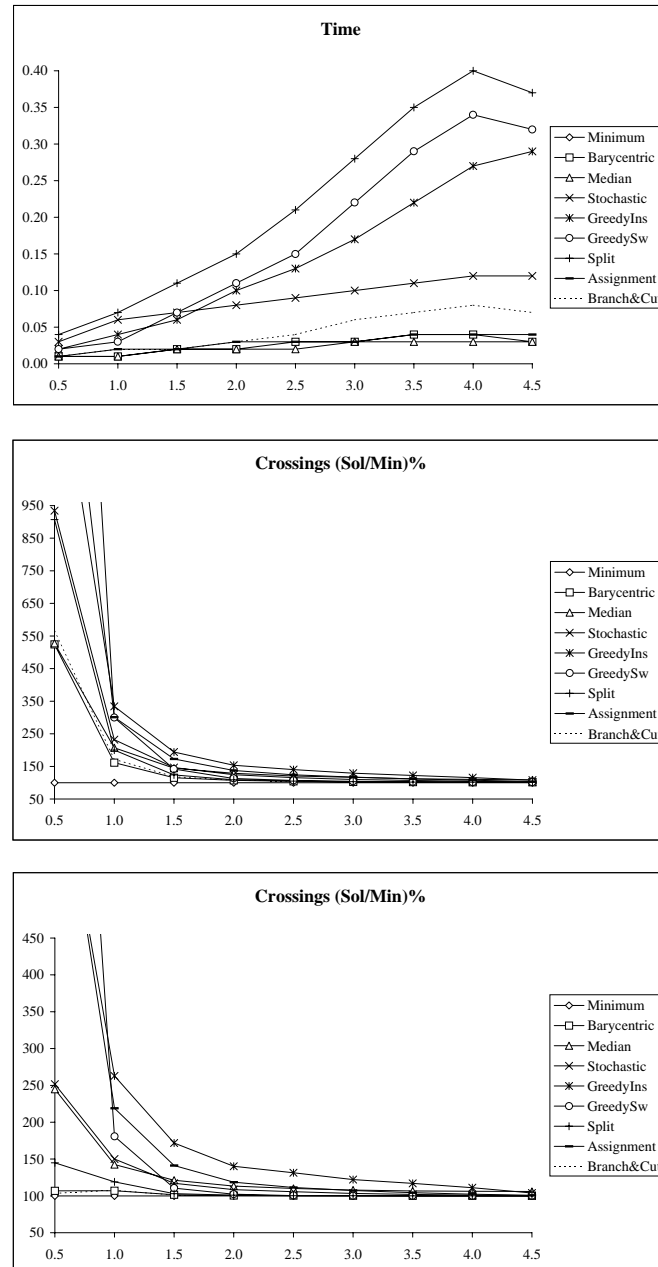 Time
0.40
0.35
0.30
0.25
0.20
0.15
0.10
0.05
0.00
0.5 1.0 1.5 2.0 2.5 3.0 3.5 4.0 4.5
Minimum
Barycentric
Median
Stochastic
GreedyIns
GreedySw
Split
Assignment
Branch&Cut
Crossings (Sol/Min)%
950
850
750
650
550
450
350
250
150
50
0.5 1.0 1.5 2.0 2.5 3.0 3.5 4.0 4.5
Minimum
Barycentric
Median
Stochastic
GreedyIns
GreedySw
Split
Assignment
Branch&Cut
Crossings (Sol/Min)%
450
400
350
300
250
200
150
100
50
0.5 1.0 1.5 2.0 2.5 3.0 3.5 4.0 4.5
Minimum
Barycentric
Median
Stochastic
GreedyIns
GreedySw
Split
Assignment
Branch&Cut